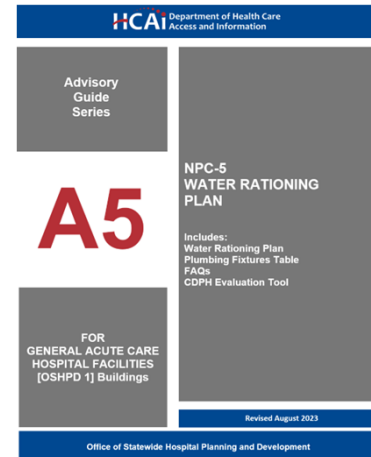 HCAi Department of Health Care
Access and Information
Advisory
Guide
Series
A5
NPC-5
WATER RATIONING
PLAN
Includes:
Water Rationing Plan
Plumbing Fixtures Table
FAQs
CDPH Evaluation Tool
FOR
GENERAL ACUTE CARE
HOSPITAL FACILITIES
[OSHPD 1] Buildings
Revised August 2023
Office of Statewide Hospital Planning and Development